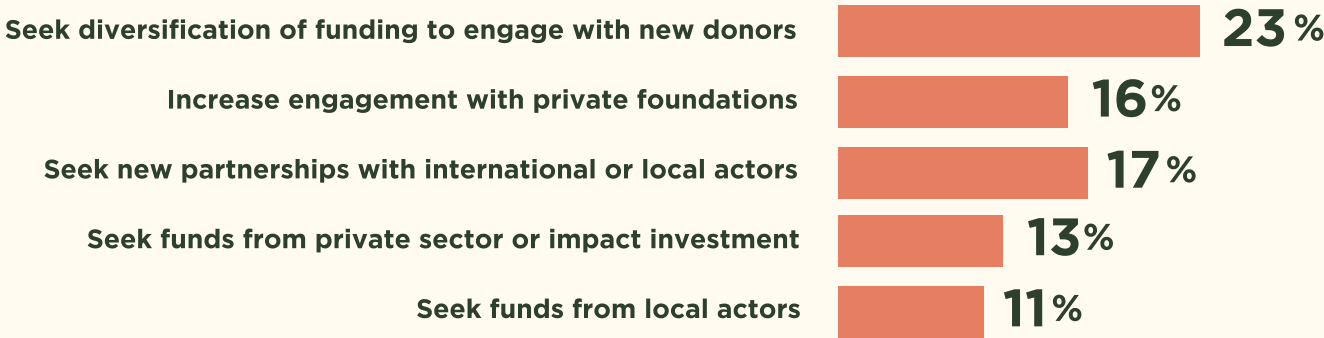 Seek diversification of funding to engage with new donors 23 %
Increase engagement with private foundations 16 %
Seek new partnerships with international or local actors 17 %
Seek funds from private sector or impact investment 13 %
Seek funds from local actors 11 %